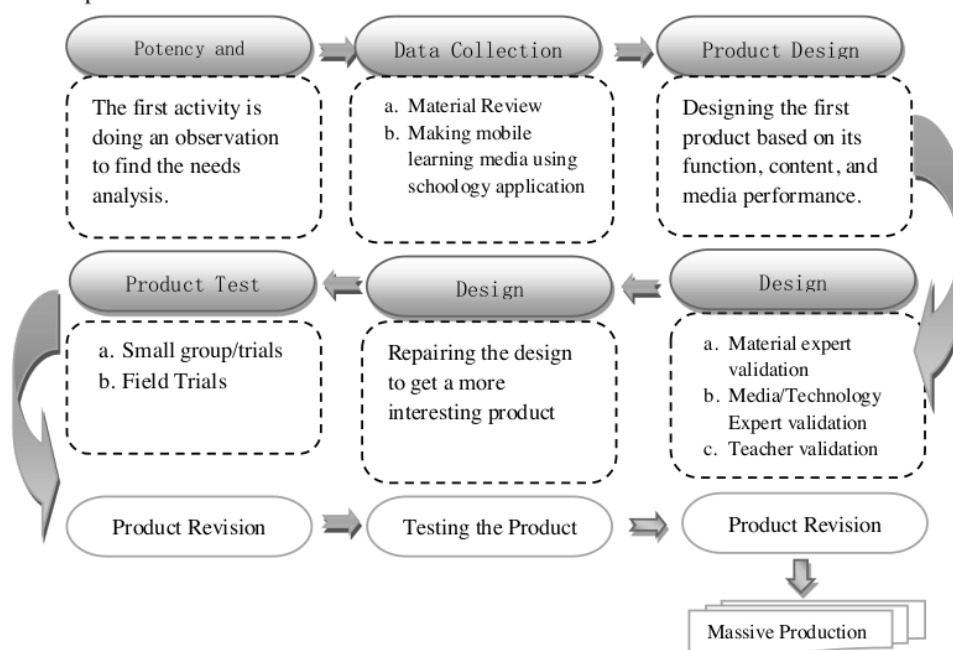 Potency and
Data Collection
Product Design
The first activity is
doing an observation
to find the needs
analysis.
a. Material Review
b. Making mobile
learning media using
schoology application
Designing the first
product based on its
function, content, and
media performance.
Product Test
Design
Design
a. Small group/trials
b. Field Trials
Repairing the design
to get a more
interesting product
a. Material expert
validation
b. Media/Technology
Expert validation
c. Teacher validation
Product Revision
Testing the Product
Product Revision
Massive Production